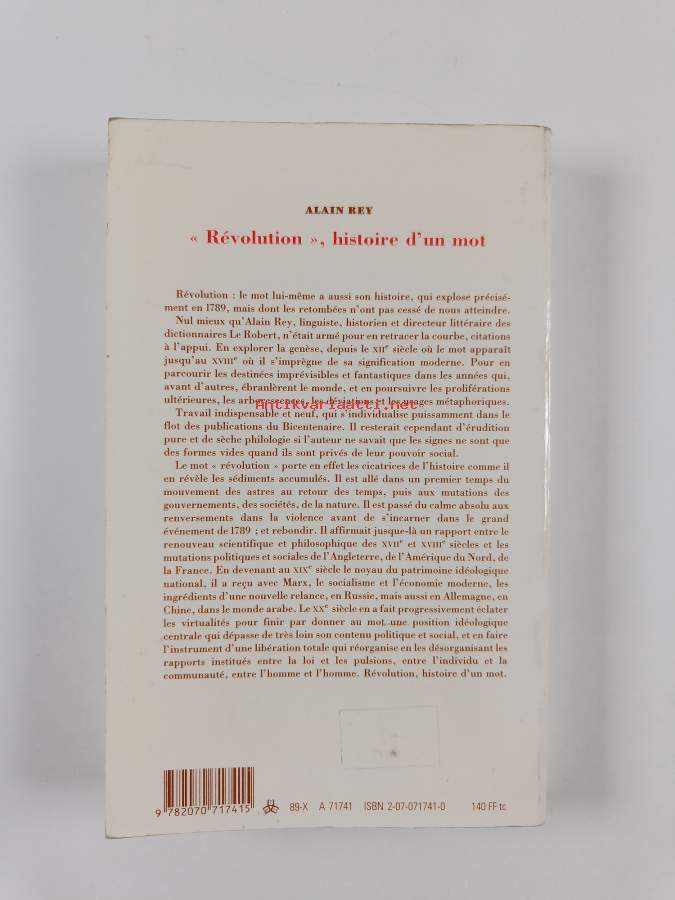 ALAIN REY
« Révolution », histoire d'un mot
Révolution : le mot lui-même a aussi son histoire, qui explose précisé-
ment en 1789, mais dont les retombées n'ont pas cessé de nous atteindre.
Nul mieux qu'Alain Rey, linguiste, historien et directeur littéraire des
dictionnaires Le Robert, n'était armé pour en retracer la courbe, citations
à l'appui. En explorer la genèse, depuis le XIIe siècle où le mot apparaît
jusqu'au XVIIIe où il s'imprègne de sa signification moderne. Pour en
parcourir les destinées imprévisibles et fantastiques dans les années qui,
avant d'autres, ébranlèrent le monde, et en poursuivre les proliférations
ultérieures, les arborescences, les déviations et les usages métaphoriques.
Antikvariaatti.net
Travail indispensable et neuf, qui s'individualise puissamment dans le
flot des publications du Bicentenaire. Il resterait cependant d'érudition
pure et de sèche philologie si l'auteur ne savait que les signes ne sont que
des formes vides quand ils sont privés de leur pouvoir social.
Le mot « révolution » porte en effet les cicatrices de l'histoire comme il
en révèle les sédiments accumulés. Il est allé dans un premier temps du
mouvement des astres au retour des temps, puis aux mutations des
gouvernements, des sociétés, de la nature. Il est passé du calme absolu aux
renversements dans la violence avant de s'incarner dans le grand
événement de 1789 ; et rebondir. Il affirmait jusque-là un rapport entre le
renouveau scientifique et philosophique des XVIIe et XVIIIe siècles et les
mutations politiques et sociales de l'Angleterre, de l'Amérique du Nord, de
la France. En devenant au XIXe siècle le noyau du patrimoine idéologique
national, il a reçu avec Marx, le socialisme et l'économie moderne, les
ingrédients d'une nouvelle relance, en Russie, mais aussi en Allemagne, en
Chine, dans le monde arabe. Le XXe siècle en a fait progressivement éclater
les virtualités pour finir par donner au mot une position idéologique
centrale qui dépasse de très loin son contenu politique et social, et en faire
l'instrument d'une libération totale qui réorganise en les désorganisant les
rapports institués entre la loi et les pulsions, entre l'individu et la
communauté, entre l'homme et l'homme. Révolution, histoire d'un mot.
9 782070 717415 89-X A 71741 ISBN 2-07-071741-0 140 FF tc